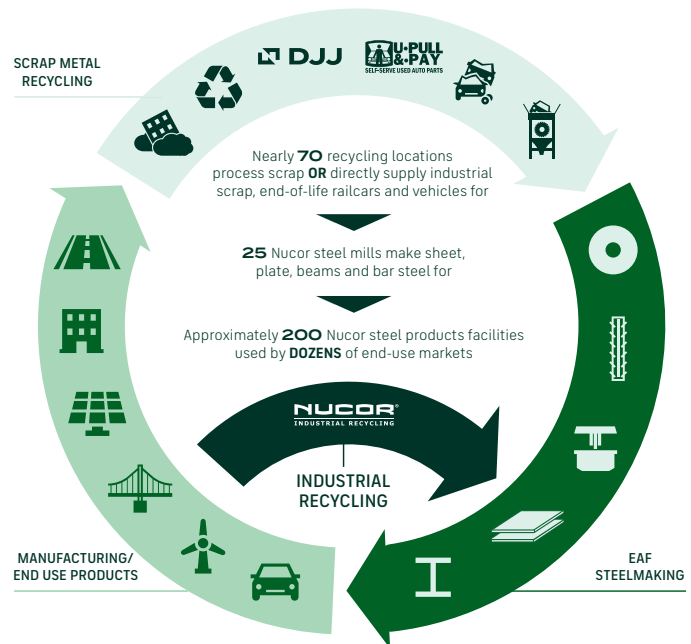 SCRAP METAL
RECYCLING
DJJ
U·PULL
&·PAY
SELF-SERVE USED AUTO PARTS
Nearly 70 recycling locations
process scrap OR directly supply industrial
scrap, end-of-life railcars and vehicles for
25 Nucor steel mills make sheet,
plate, beams and bar steel for
Approximately 200 Nucor steel products facilities
used by DOZENS of end-use markets
NUCOR®
INDUSTRIAL RECYCLING
INDUSTRIAL
RECYCLING
MANUFACTURING/
END USE PRODUCTS
EAF
STEELMAKING